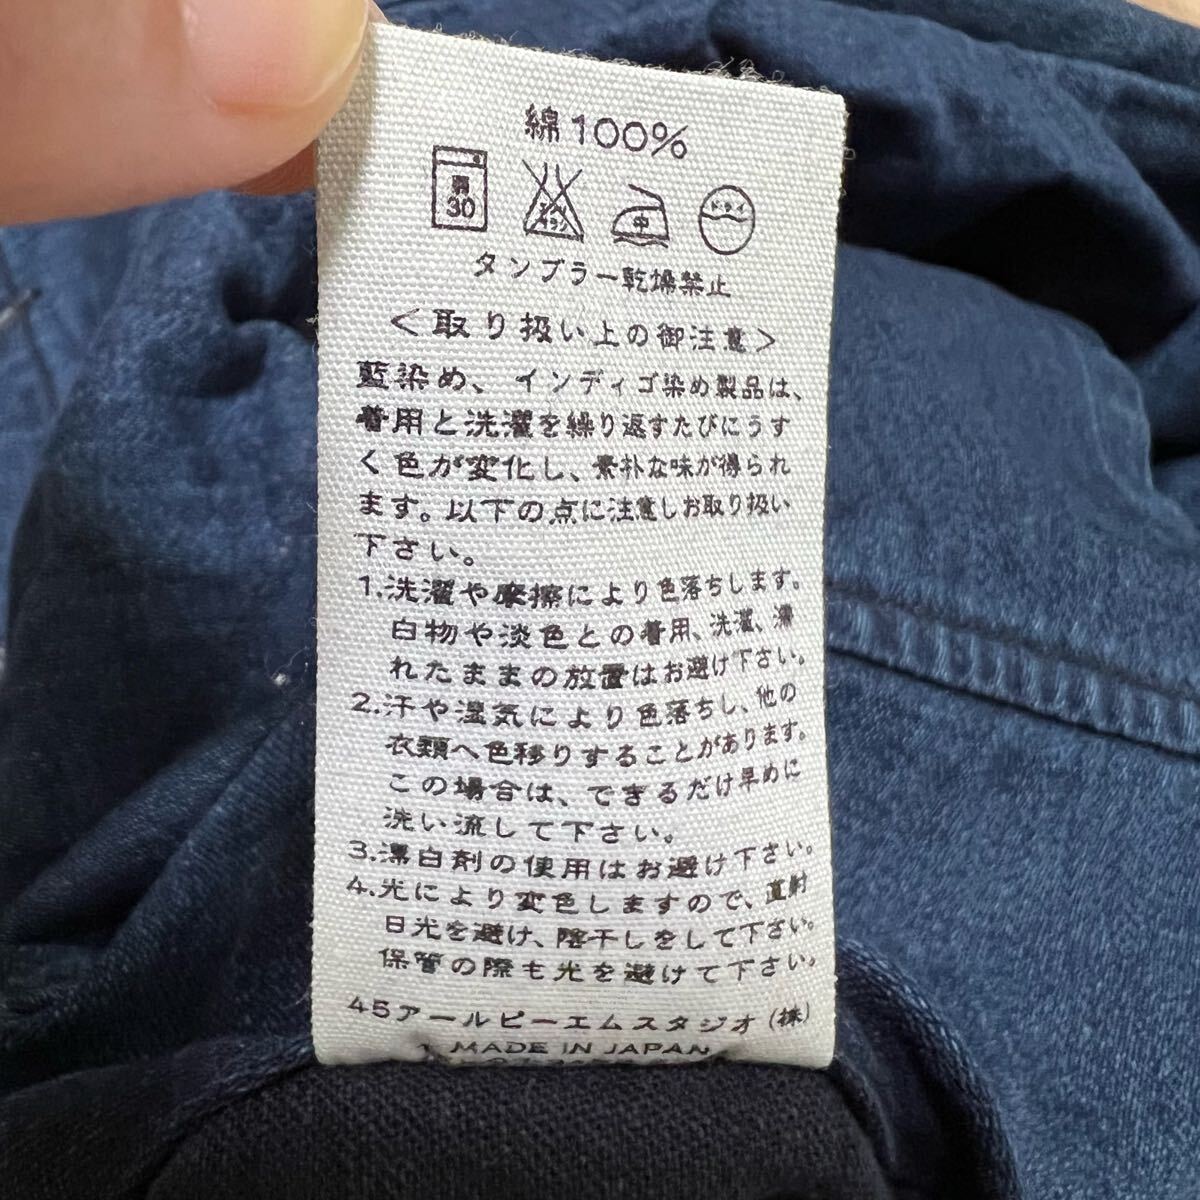 綿100%
弱
30
エンソ
サラシ
中
ドライ
タンブラー乾燥禁止
＜取り扱い上の御注意＞
藍染め、インディゴ染め製品は、
着用と洗濯を繰り返すたびにうす
く色が変化し、素朴な味が得られ
ます。以下の点に注意しお取り扱い
下さい。
1.洗濯や摩擦により色落ちします。
白物や淡色との着用、洗濯、濡
れたままの放置はお避け下さい。
2.汗や湿気により色落ちし、他の
衣類へ色移りすることがあります。
この場合は、できるだけ早めに
洗い流して下さい。
3.漂白剤の使用はお避け下さい。
4.光により変色しますので、直射
日光を避け、陰干しをして下さい。
保管の際も光を避けて下さい。
45アールピーエムスタジオ(株)
MADE IN JAPAN